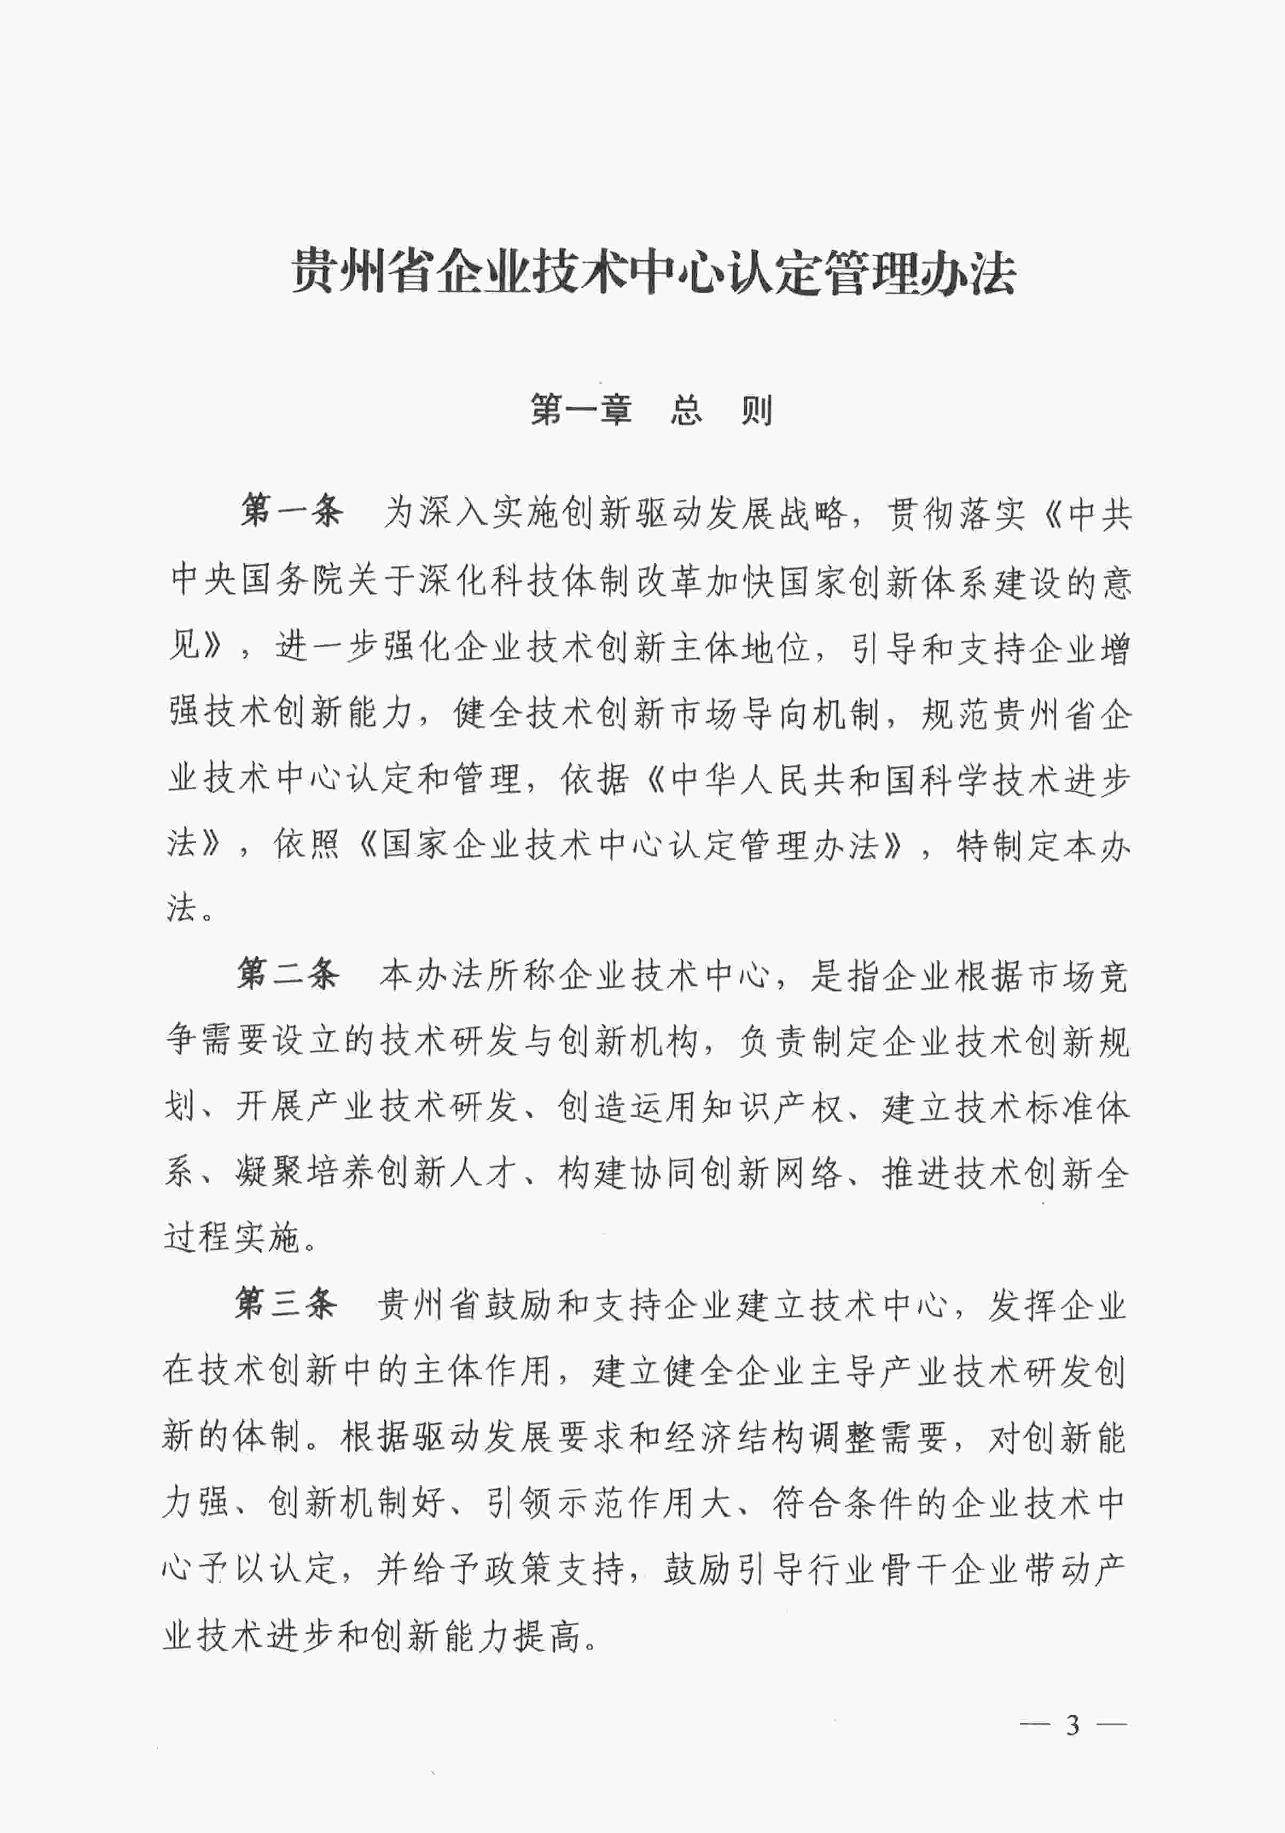 贵州省企业技术中心认定管理办法
第一章 总 则
第一条 为深入实施创新驱动发展战略，贯彻落实《中共
中央国务院关于深化科技体制改革加快国家创新体系建设的意
见》，进一步强化企业技术创新主体地位，引导和支持企业增
强技术创新能力，健全技术创新市场导向机制，规范贵州省企
业技术中心认定和管理，依据《中华人民共和国科学技术进步
法》，依照《国家企业技术中心认定管理办法》，特制定本办
法。
第二条 本办法所称企业技术中心，是指企业根据市场竞
争需要设立的技术研发与创新机构，负责制定企业技术创新规
划、开展产业技术研发、创造运用知识产权、建立技术标准体
系、凝聚培养创新人才、构建协同创新网络、推进技术创新全
过程实施。
第三条 贵州省鼓励和支持企业建立技术中心，发挥企业
在技术创新中的主体作用，建立健全企业主导产业技术研发创
新的体制。根据驱动发展要求和经济结构调整需要，对创新能
力强、创新机制好、引领示范作用大、符合条件的企业技术中
心予以认定，并给予政策支持，鼓励引导行业骨干企业带动产
业技术进步和创新能力提高。
— 3 —